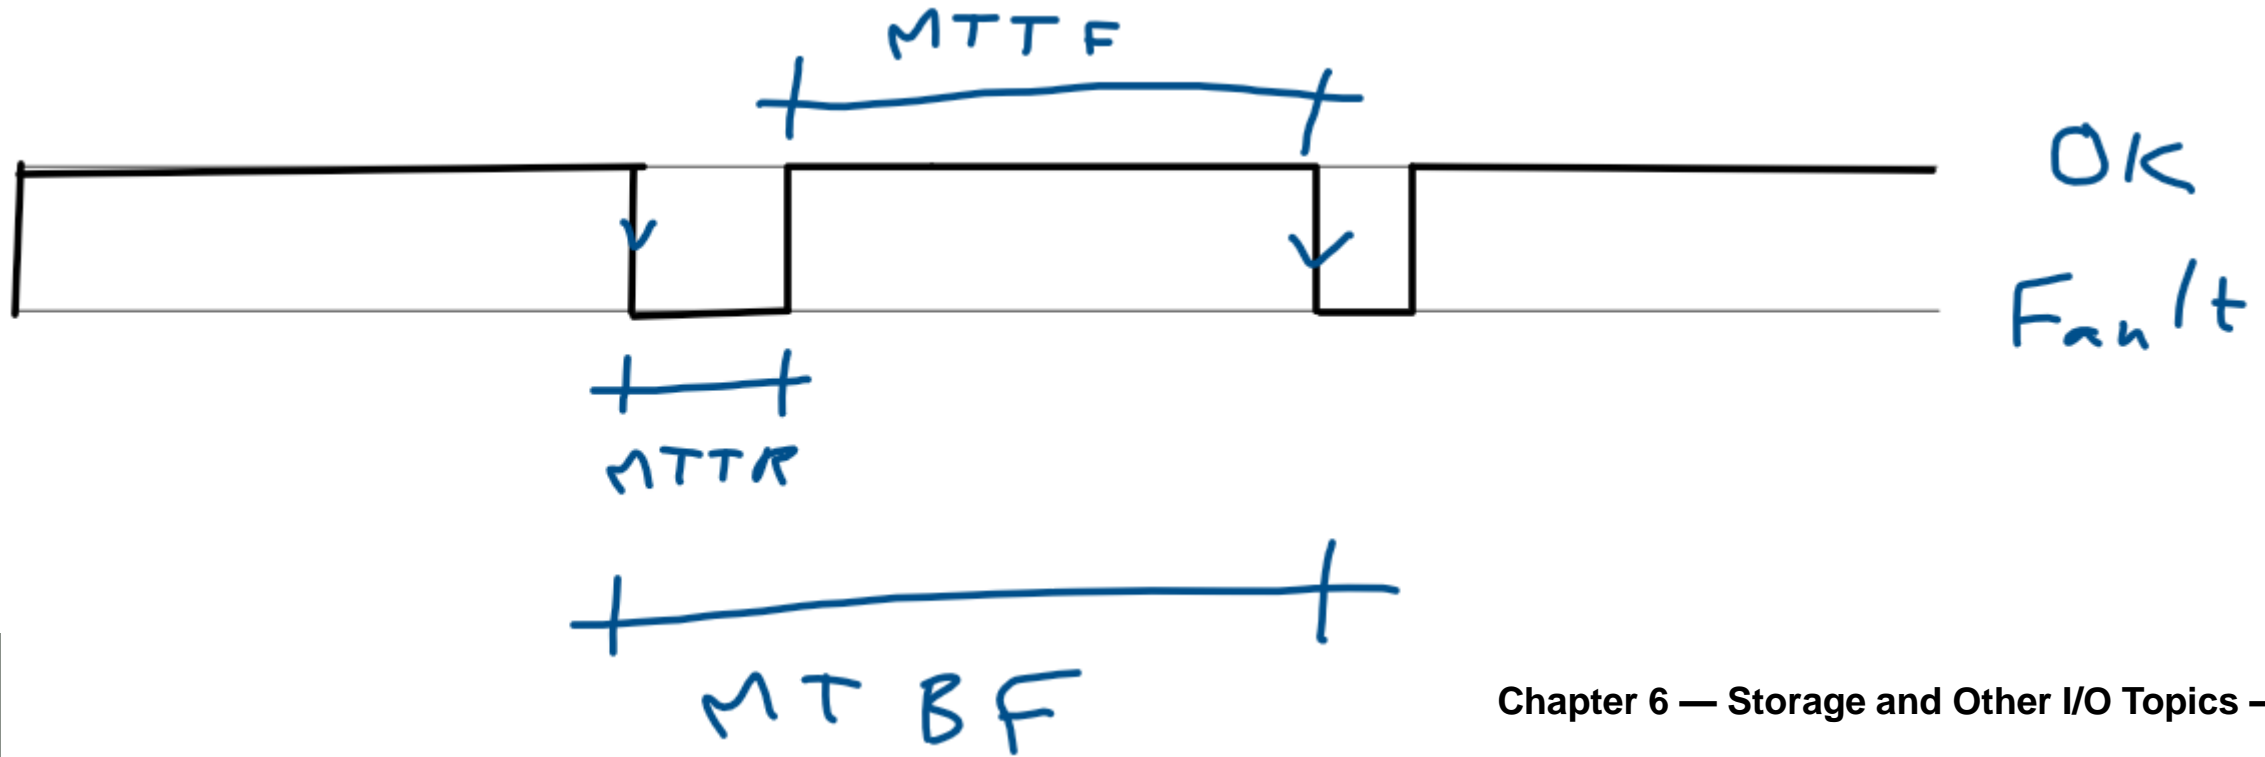 MTTF
OK
Fault
MTTR
MTBF
Chapter 6 — Storage and Other I/O Topics –